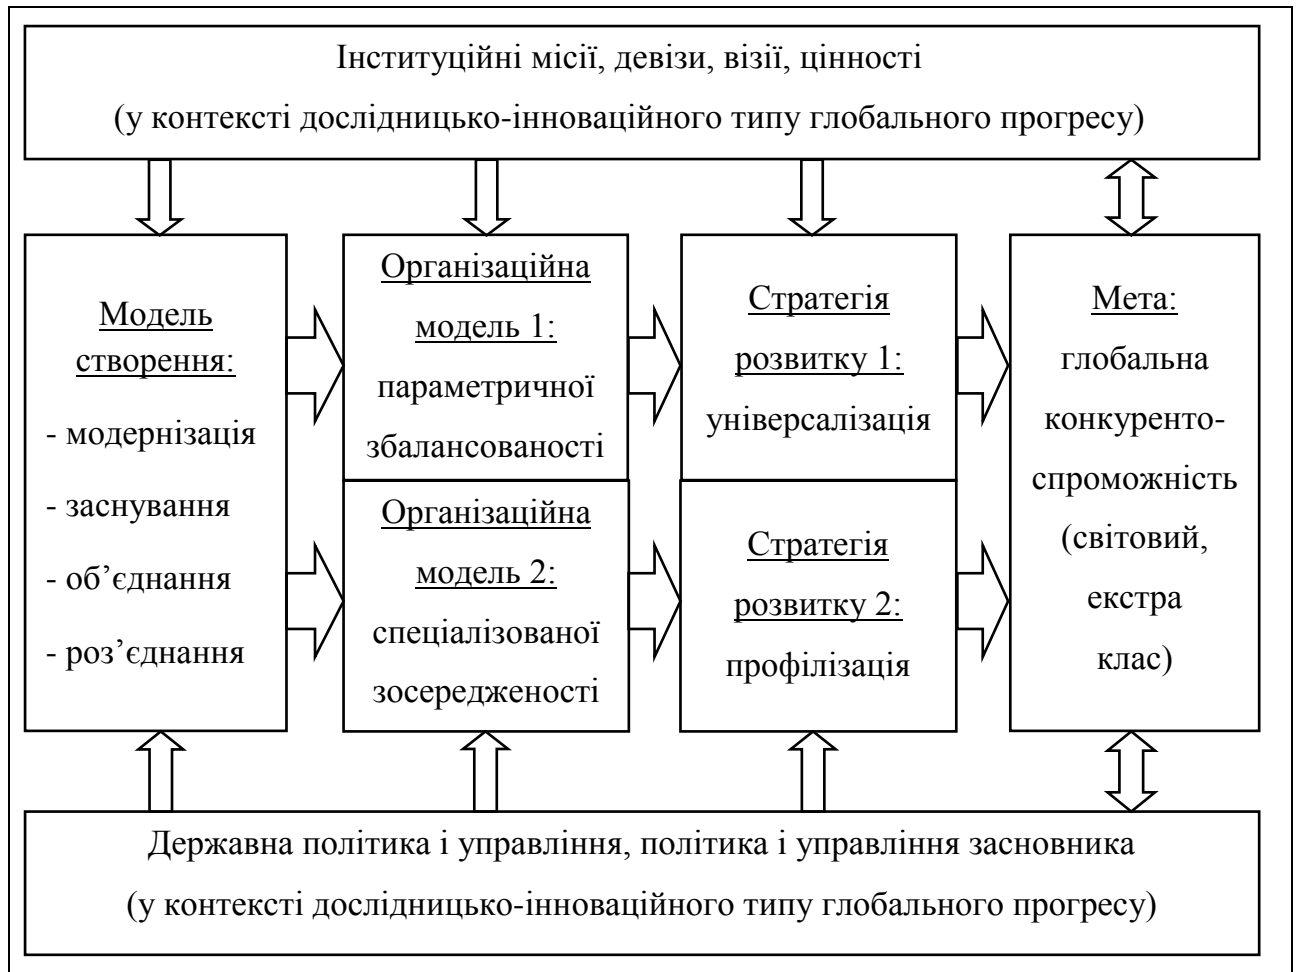 Інституційні місії, девізи, візії, цінності
(у контексті дослідницько-інноваційного типу глобального прогресу)
Модель
створення:
- модернізація
- заснування
- об’єднання
- роз’єднання
Організаційна
модель 1:
параметричної
збалансованості
Організаційна
модель 2:
спеціалізованої
зосередженості
Стратегія
розвитку 1:
універсалізація
Стратегія
розвитку 2:
профілізація
Мета:
глобальна
конкуренто-
спроможність
(світовий,
екстра
клас)
Державна політика і управління, політика і управління засновника
(у контексті дослідницько-інноваційного типу глобального прогресу)